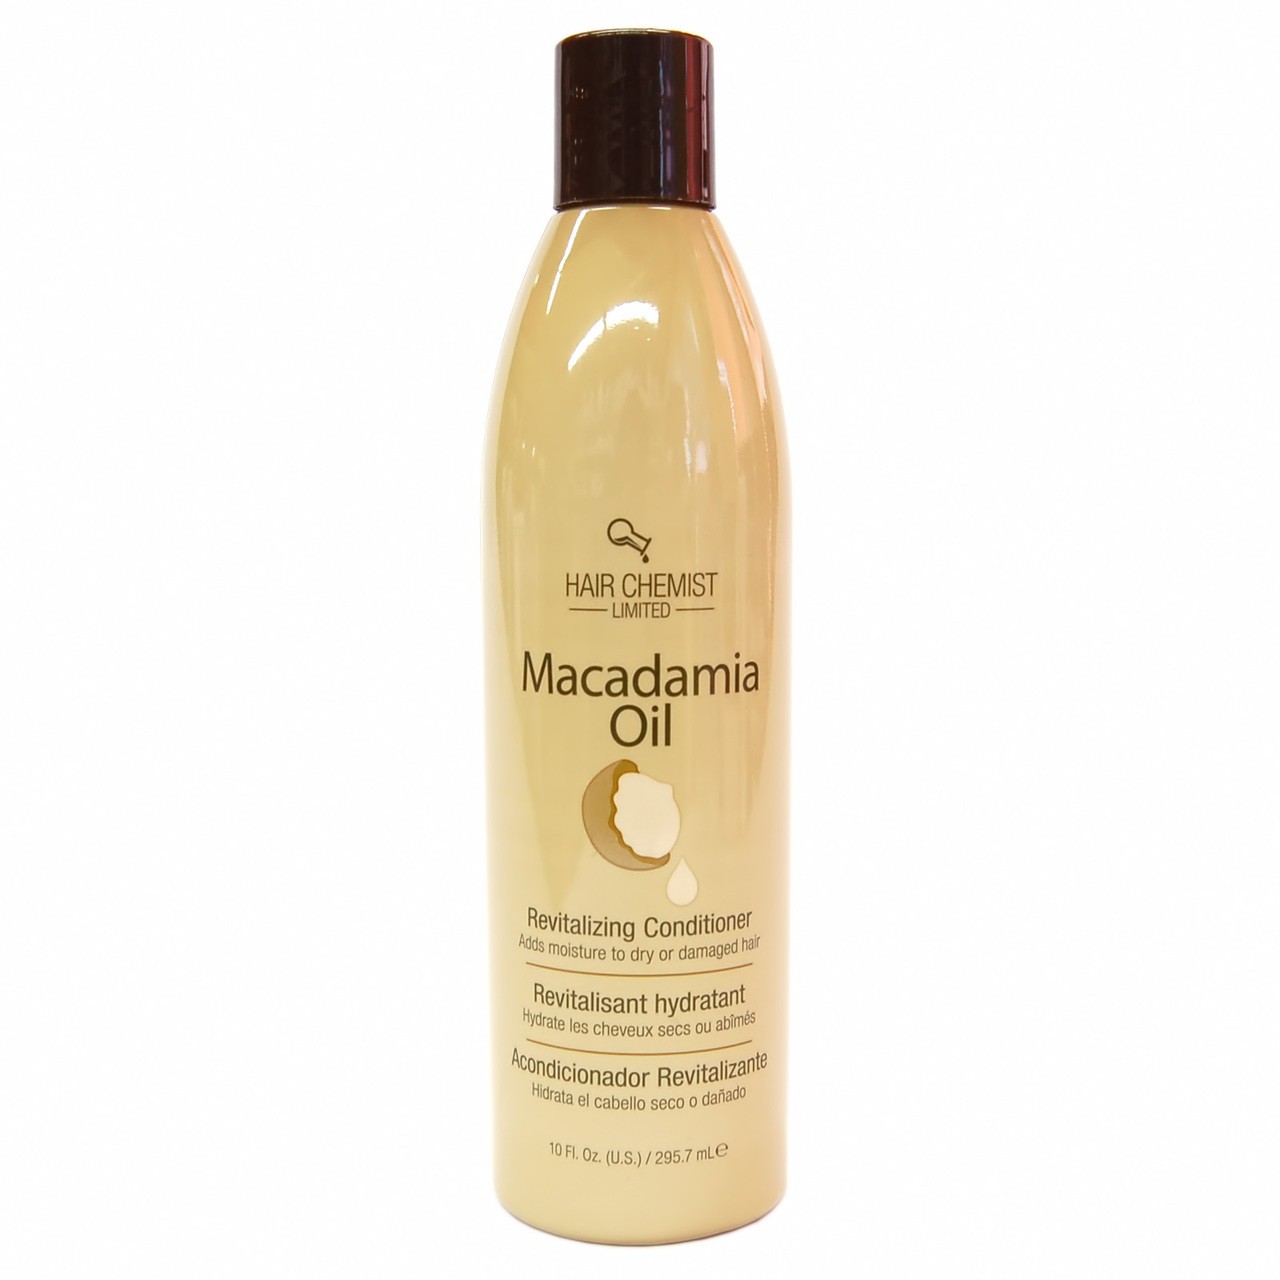 HAIR CHEMIST
LIMITED
Macadamia
Oil
Revitalizing Conditioner
Adds moisture to dry or damaged hair
Revitalisant hydratant
Hydrate les cheveux secs ou abîmés
Acondicionador Revitalizante
Hidrata el cabello seco o dañado
10 Fl. Oz. (U.S.) / 295.7 mL℮